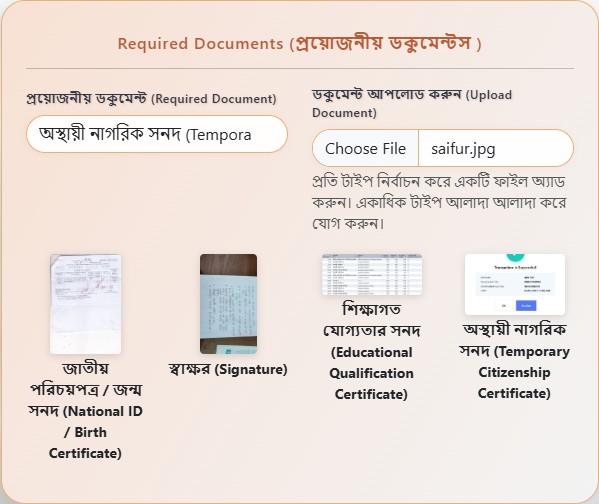 Required Documents (প্রয়োজনীয় ডকুমেন্টস )
প্রয়োজনীয় ডকুমেন্ট (Required Document)
অস্থায়ী নাগরিক সনদ (Tempora
ডকুমেন্ট আপলোড করুন (Upload
Document)
Choose File saifur.jpg
প্রতি টাইপ নির্বাচন করে একটি ফাইল অ্যাড
করুন। একাধিক টাইপ আলাদা আলাদা করে
যোগ করুন।
জাতীয়
পরিচয়পত্র / জন্ম
সনদ (National ID
/ Birth
Certificate)
স্বাক্ষর (Signature)
শিক্ষাগত
যোগ্যতার সনদ
(Educational
Qualification
Certificate)
অস্থায়ী নাগরিক
সনদ (Temporary
Citizenship
Certificate)